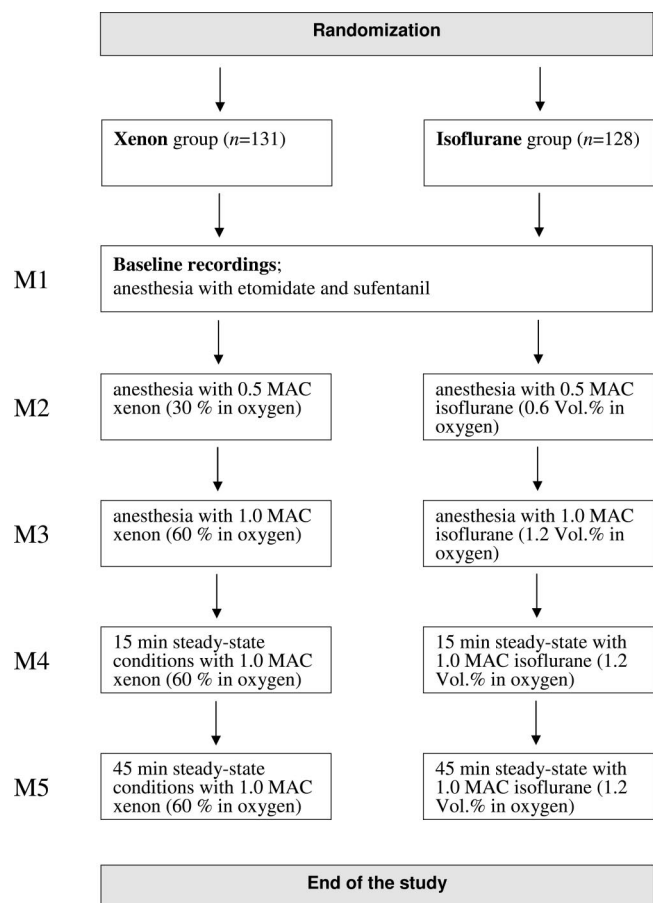 Randomization
Xenon group (n=131)
Isoflurane group (n=128)
M1
Baseline recordings;
anesthesia with etomidate and sufentanil
M2
anesthesia with 0.5 MAC
xenon (30 % in oxygen)
anesthesia with 0.5 MAC
isoflurane (0.6 Vol.% in
oxygen)
M3
anesthesia with 1.0 MAC
xenon (60 % in oxygen)
anesthesia with 1.0 MAC
isoflurane (1.2 Vol.% in
oxygen)
M4
15 min steady-state
conditions with 1.0 MAC
xenon (60 % in oxygen)
15 min steady-state with
1.0 MAC isoflurane (1.2
Vol.% in oxygen)
M5
45 min steady-state
conditions with 1.0 MAC
xenon (60 % in oxygen)
45 min steady-state with
1.0 MAC isoflurane (1.2
Vol.% in oxygen)
End of the study